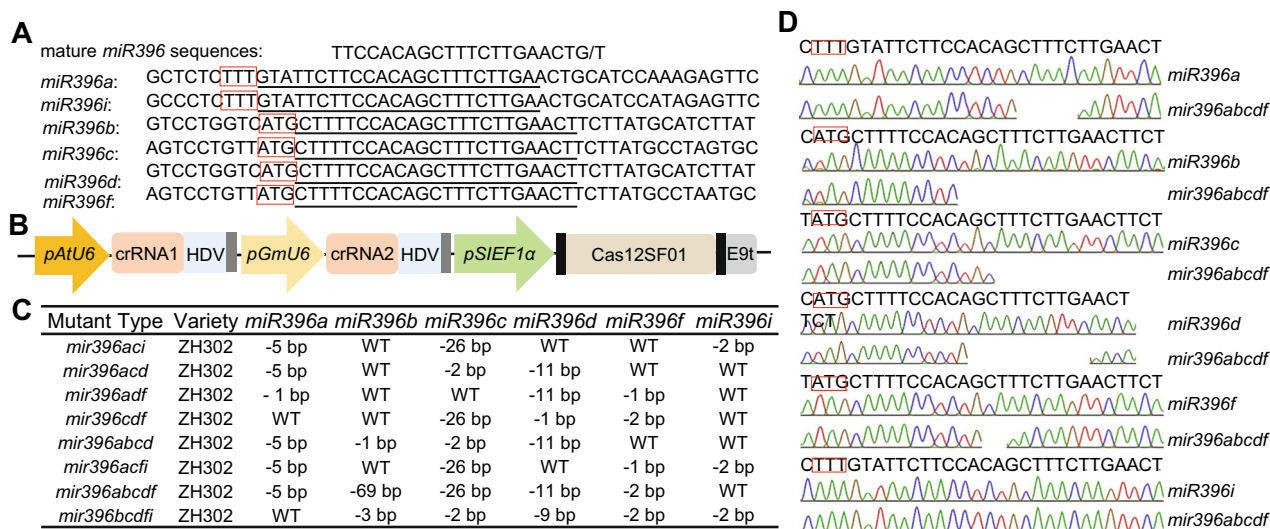 A
mature miR396 sequences: TTCCACAGCTTTCTTGAACTG/T
miR396a: GCTCTCTTTGTATTCTTCCACAGCTTTCTTGAACTGCATCCAAAGAGTTC
miR396i: GCCCTCTTTGTATTCTTCCACAGCTTTCTTGAACTGCATCCATAGAGTTC
miR396b: GTCCTGGTCATGCTTTTCCACAGCTTTCTTGAACTTCTTATGCATCTTAT
miR396c: AGTCCTGTTATGCTTTTCCACAGCTTTCTTGAACTTCTTATGCCTAGTGC
miR396d: GTCCTGGTCATGCTTTTCCACAGCTTTCTTGAACTTCTTATGCATCTTAT
miR396f: AGTCCTGTTATGCTTTTCCACAGCTTTCTTGAACTTCTTATGCCTAATGC
B
pAtU6 crRNA1 HDV pGmU6 crRNA2 HDV pSlEF1α Cas12SF01 E9t
C
Mutant Type Variety miR396a miR396b miR396c miR396d miR396f miR396i
mir396aci ZH302 -5 bp WT -26 bp WT WT -2 bp
mir396acd ZH302 -5 bp WT -2 bp -11 bp WT WT
mir396adf ZH302 - 1 bp WT WT -11 bp -1 bp WT
mir396cdf ZH302 WT WT -26 bp -1 bp -2 bp WT
mir396abcd ZH302 -5 bp -1 bp -2 bp -11 bp WT WT
mir396acfi ZH302 -5 bp WT -26 bp WT -1 bp -2 bp
mir396abcdf ZH302 -5 bp -69 bp -26 bp -11 bp -2 bp WT
mir396bcdfi ZH302 WT -3 bp -2 bp -9 bp -2 bp -2 bp
D
CTTTGTATTCTTCCACAGCTTTCTTGAACT
miR396a
mir396abcdf
CATGCTTTTCCACAGCTTTCTTGAACTTCT
miR396b
mir396abcdf
TATGCTTTTCCACAGCTTTCTTGAACTTCT
miR396c
mir396abcdf
CATGCTTTTCCACAGCTTTCTTGAACT
TCT
miR396d
mir396abcdf
TATGCTTTTCCACAGCTTTCTTGAACTTCT
miR396f
mir396abcdf
CTTTGTATTCTTCCACAGCTTTCTTGAACT
miR396i
mir396abcdf